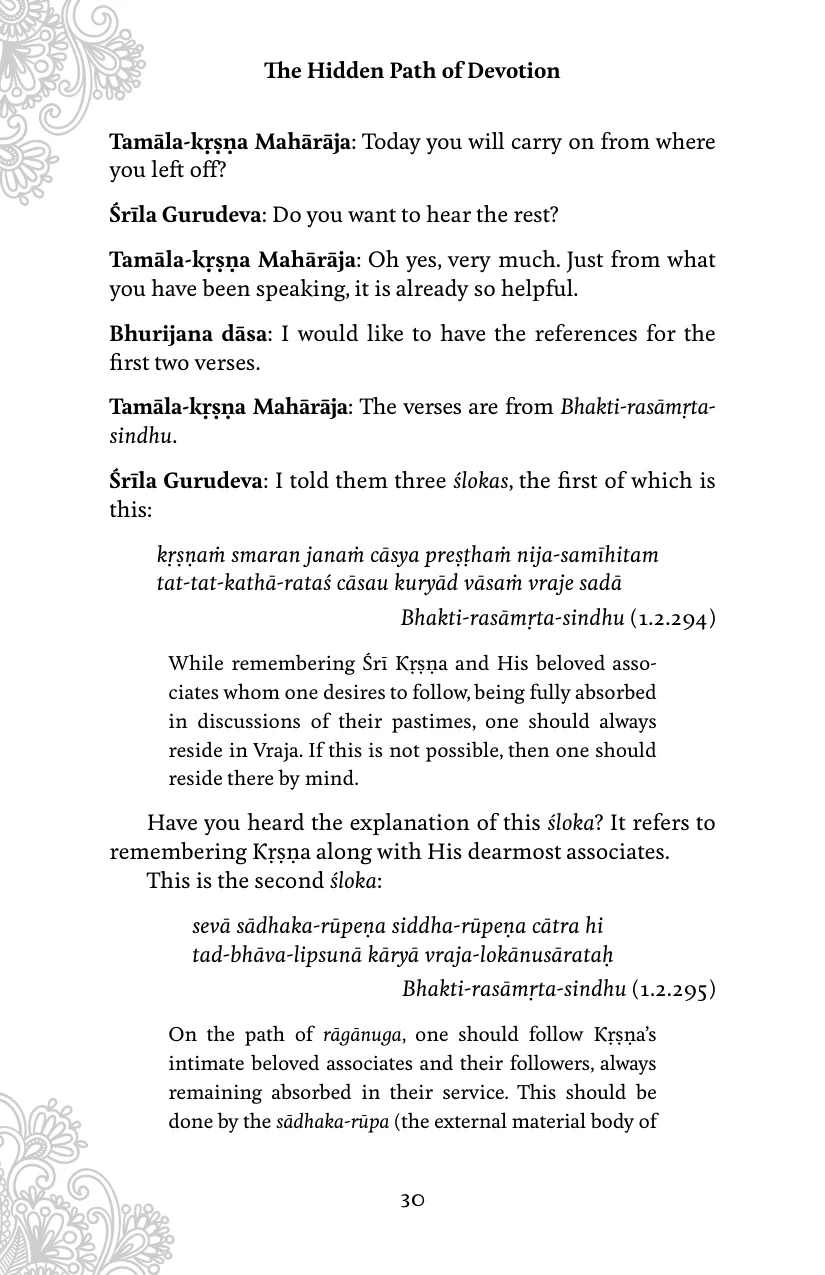 The Hidden Path of Devotion
Tamāla-kṛṣṇa Mahārāja: Today you will carry on from where
you left off?
Śrīla Gurudeva: Do you want to hear the rest?
Tamāla-kṛṣṇa Mahārāja: Oh yes, very much. Just from what
you have been speaking, it is already so helpful.
Bhurijana dāsa: I would like to have the references for the
first two verses.
Tamāla-kṛṣṇa Mahārāja: The verses are from Bhakti-rasāmṛta-
sindhu.
Śrīla Gurudeva: I told them three ślokas, the first of which is
this:
kṛṣṇaṁ smaran janaṁ cāsya preṣṭhaṁ nija-samīhitam
tat-tat-kathā-rataś cāsau kuryād vāsaṁ vraje sadā
Bhakti-rasāmṛta-sindhu (1.2.294)
While remembering Śrī Kṛṣṇa and His beloved asso-
ciates whom one desires to follow, being fully absorbed
in discussions of their pastimes, one should always
reside in Vraja. If this is not possible, then one should
reside there by mind.
Have you heard the explanation of this śloka? It refers to
remembering Kṛṣṇa along with His dearmost associates.
This is the second śloka:
sevā sādhaka-rūpeṇa siddha-rūpeṇa cātra hi
tad-bhāva-lipsunā kāryā vraja-lokānusārataḥ
Bhakti-rasāmṛta-sindhu (1.2.295)
On the path of rāgānuga, one should follow Kṛṣṇa’s
intimate beloved associates and their followers, always
remaining absorbed in their service. This should be
done by the sādhaka-rūpa (the external material body of
30